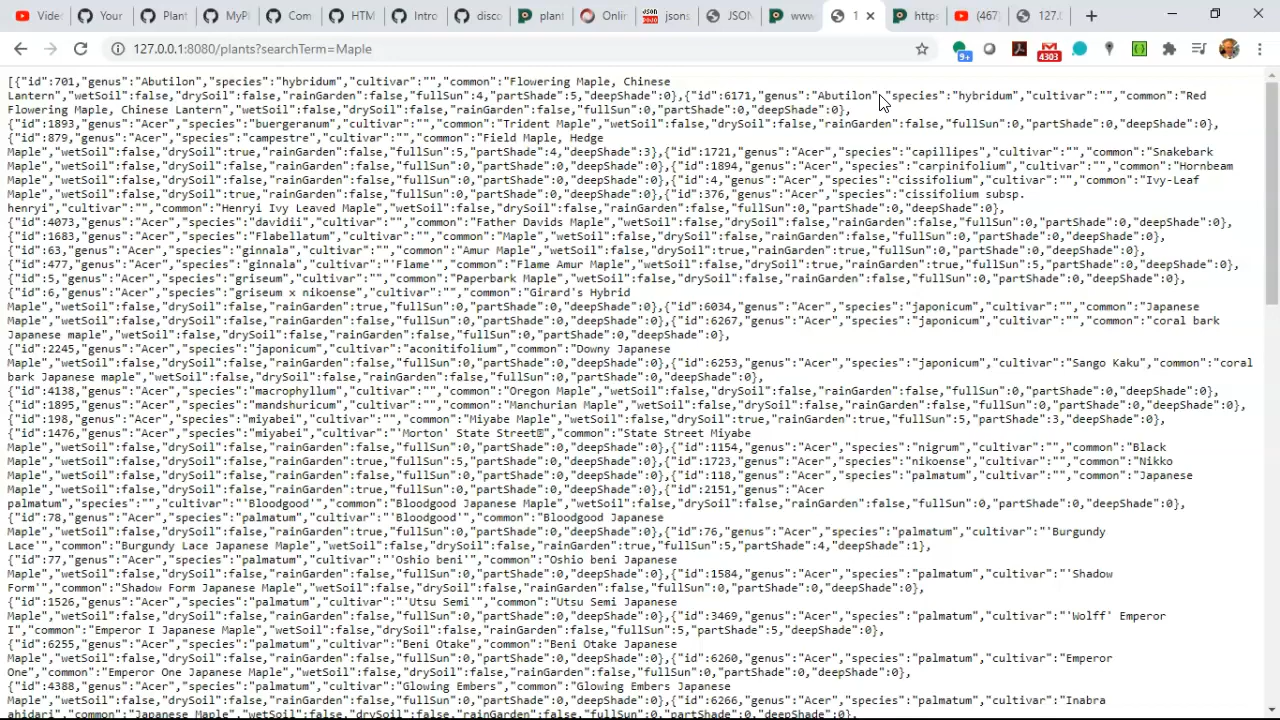 Video
Your
Plant
MyPl
Com
HTM
Intro
disco
plant
Onlin
jsons
JSON
www
1
https
(467)
127.0
127.0.0.1:8080/plants?searchTerm=Maple
9+
4303
[{"id":701,"genus":"Abutilon","species":"hybridum","cultivar":"","common":"Flowering Maple, Chinese
Lantern","wetSoil":false,"drySoil":false,"rainGarden":false,"fullSun":4,"partShade":5,"deepShade":0},{"id":6171,"genus":"Abutilon","species":"hybridum","cultivar":"","common":"Red
Flowering Maple, Chinese Lantern","wetSoil":false,"drySoil":false,"rainGarden":false,"fullSun":0,"partShade":0,"deepShade":0},
{"id":1893,"genus":"Acer","species":"buergeranum","cultivar":"","common":"Trident Maple","wetSoil":false,"drySoil":false,"rainGarden":false,"fullSun":0,"partShade":0,"deepShade":0},
{"id":879,"genus":"Acer","species":"campestre","cultivar":"","common":"Field Maple, Hedge
Maple","wetSoil":false,"drySoil":true,"rainGarden":false,"fullSun":5,"partShade":4,"deepShade":3},{"id":1721,"genus":"Acer","species":"capillipes","cultivar":"","common":"Snakebark
Maple","wetSoil":false,"drySoil":false,"rainGarden":false,"fullSun":0,"partShade":0,"deepShade":0},{"id":1894,"genus":"Acer","species":"carpinifolium","cultivar":"","common":"Hornbeam
Maple","wetSoil":false,"drySoil":false,"rainGarden":false,"fullSun":0,"partShade":0,"deepShade":0},{"id":4,"genus":"Acer","species":"cissifolium","cultivar":"","common":"Ivy-Leaf
Maple","wetSoil":false,"drySoil":true,"rainGarden":false,"fullSun":0,"partShade":0,"deepShade":0},{"id":376,"genus":"Acer","species":"cissifolium subsp.
henryi","cultivar":"","common":"Henryi Ivy Leaved Maple","wetSoil":false,"drySoil":false,"rainGarden":false,"fullSun":0,"partShade":0,"deepShade":0},
{"id":4073,"genus":"Acer","species":"davidii","cultivar":"","common":"Father Davids Maple","wetSoil":false,"drySoil":false,"rainGarden":false,"fullSun":0,"partShade":0,"deepShade":0},
{"id":1683,"genus":"Acer","species":"Flabellatum","cultivar":"","common":"Maple","wetSoil":false,"drySoil":false,"rainGarden":false,"fullSun":0,"partShade":0,"deepShade":0},
{"id":63,"genus":"Acer","species":"ginnala","cultivar":"","common":"Amur Maple","wetSoil":false,"drySoil":true,"rainGarden":true,"fullSun":0,"partShade":0,"deepShade":0},
{"id":477,"genus":"Acer","species":"ginnala","cultivar":"'Flame","common":"Flame Amur Maple","wetSoil":false,"drySoil":true,"rainGarden":true,"fullSun":5,"partShade":0,"deepShade":0},
{"id":5,"genus":"Acer","species":"griseum","cultivar":"","common":"Paperbark Maple","wetSoil":false,"drySoil":false,"rainGarden":false,"fullSun":0,"partShade":0,"deepShade":0},
{"id":6,"genus":"Acer","species":"griseum x nikoense","cultivar":"","common":"Girard's Hybrid
Maple","wetSoil":false,"drySoil":false,"rainGarden":true,"fullSun":0,"partShade":0,"deepShade":0},{"id":6034,"genus":"Acer","species":"japonicum","cultivar":"","common":"Japanese
Maple","wetSoil":false,"drySoil":false,"rainGarden":false,"fullSun":0,"partShade":0,"deepShade":0},{"id":6267,"genus":"Acer","species":"japonicum","cultivar":"","common":"coral bark
Japanese maple","wetSoil":false,"drySoil":false,"rainGarden":false,"fullSun":0,"partShade":0,"deepShade":0},
{"id":2245,"genus":"Acer","species":"japonicum","cultivar":"aconitifolium","common":"Downy Japanese
Maple","wetSoil":false,"drySoil":false,"rainGarden":false,"fullSun":0,"partShade":0,"deepShade":0},{"id":6253,"genus":"Acer","species":"japonicum","cultivar":"Sango Kaku","common":"coral
bark Japanese maple","wetSoil":false,"drySoil":false,"rainGarden":false,"fullSun":0,"partShade":0,"deepShade":0},
{"id":4138,"genus":"Acer","species":"macrophyllum","cultivar":"","common":"Oregon Maple","wetSoil":false,"drySoil":false,"rainGarden":false,"fullSun":0,"partShade":0,"deepShade":0},
{"id":1895,"genus":"Acer","species":"mandshuricum","cultivar":"","common":"Manchurian Maple","wetSoil":false,"drySoil":false,"rainGarden":false,"fullSun":0,"partShade":0,"deepShade":0},
{"id":198,"genus":"Acer","species":"miyabei","cultivar":"","common":"Miyabe Maple","wetSoil":false,"drySoil":true,"rainGarden":true,"fullSun":5,"partShade":3,"deepShade":0},
{"id":1476,"genus":"Acer","species":"miyabei","cultivar":"'Morton' State Street®","common":"State Street Miyabe
Maple","wetSoil":false,"drySoil":false,"rainGarden":false,"fullSun":0,"partShade":0,"deepShade":0},{"id":1154,"genus":"Acer","species":"nigrum","cultivar":"","common":"Black
Maple","wetSoil":false,"drySoil":false,"rainGarden":true,"fullSun":5,"partShade":0,"deepShade":0},{"id":1723,"genus":"Acer","species":"nikoense","cultivar":"","common":"Nikko
Maple","wetSoil":false,"drySoil":false,"rainGarden":false,"fullSun":0,"partShade":0,"deepShade":0},{"id":1118,"genus":"Acer","species":"palmatum","cultivar":"","common":"Japanese
Maple","wetSoil":false,"drySoil":false,"rainGarden":true,"fullSun":0,"partShade":0,"deepShade":0},{"id":2151,"genus":"Acer
palmatum","species":"","cultivar":"Bloodgood","common":"Bloodgood Japanese Maple","wetSoil":false,"drySoil":false,"rainGarden":false,"fullSun":0,"partShade":0,"deepShade":0},
{"id":78,"genus":"Acer","species":"palmatum","cultivar":"'Bloodgood'","common":"Bloodgood Japanese
Maple","wetSoil":false,"drySoil":false,"rainGarden":false,"fullSun":0,"partShade":0,"deepShade":0},{"id":76,"genus":"Acer","species":"palmatum","cultivar":"'Burgundy
Lace'","common":"Burgundy Lace Japanese Maple","wetSoil":false,"drySoil":false,"rainGarden":true,"fullSun":5,"partShade":4,"deepShade":1},
{"id":77,"genus":"Acer","species":"palmatum","cultivar":"'Oshio beni'","common":"Oshio beni Japanese
Maple","wetSoil":false,"drySoil":false,"rainGarden":false,"fullSun":0,"partShade":0,"deepShade":0},{"id":1584,"genus":"Acer","species":"palmatum","cultivar":"'Shadow
Form'","common":"Shadow Form Japanese Maple","wetSoil":false,"drySoil":false,"rainGarden":false,"fullSun":0,"partShade":0,"deepShade":0},
{"id":1526,"genus":"Acer","species":"palmatum","cultivar":"'Utsu Semi'","common":"Utsu Semi Japanese
Maple","wetSoil":false,"drySoil":false,"rainGarden":false,"fullSun":0,"partShade":0,"deepShade":0},{"id":3469,"genus":"Acer","species":"palmatum","cultivar":"'Wolff' Emperor
I","common":"Emperor I Japanese Maple","wetSoil":false,"drySoil":false,"rainGarden":false,"fullSun":5,"partShade":5,"deepShade":0},
{"id":6255,"genus":"Acer","species":"palmatum","cultivar":"Beni Otake","common":"Beni Otake Japanese
Maple","wetSoil":false,"drySoil":false,"rainGarden":false,"fullSun":0,"partShade":0,"deepShade":0},{"id":6260,"genus":"Acer","species":"palmatum","cultivar":"Emperor
One","common":"Emperor One Japanese Maple","wetSoil":false,"drySoil":false,"rainGarden":false,"fullSun":0,"partShade":0,"deepShade":0},
{"id":4388,"genus":"Acer","species":"palmatum","cultivar":"Glowing Embers","common":"Glowing Embers Japanese
Maple","wetSoil":false,"drySoil":false,"rainGarden":false,"fullSun":0,"partShade":0,"deepShade":0},{"id":6266,"genus":"Acer","species":"palmatum","cultivar":"Inabra
ahidari","common":"Japanese Maple","wetSoil":false,"drySoil":false,"rainGarden":false,"fullSun":0,"partShade":0,"deepShade":0},